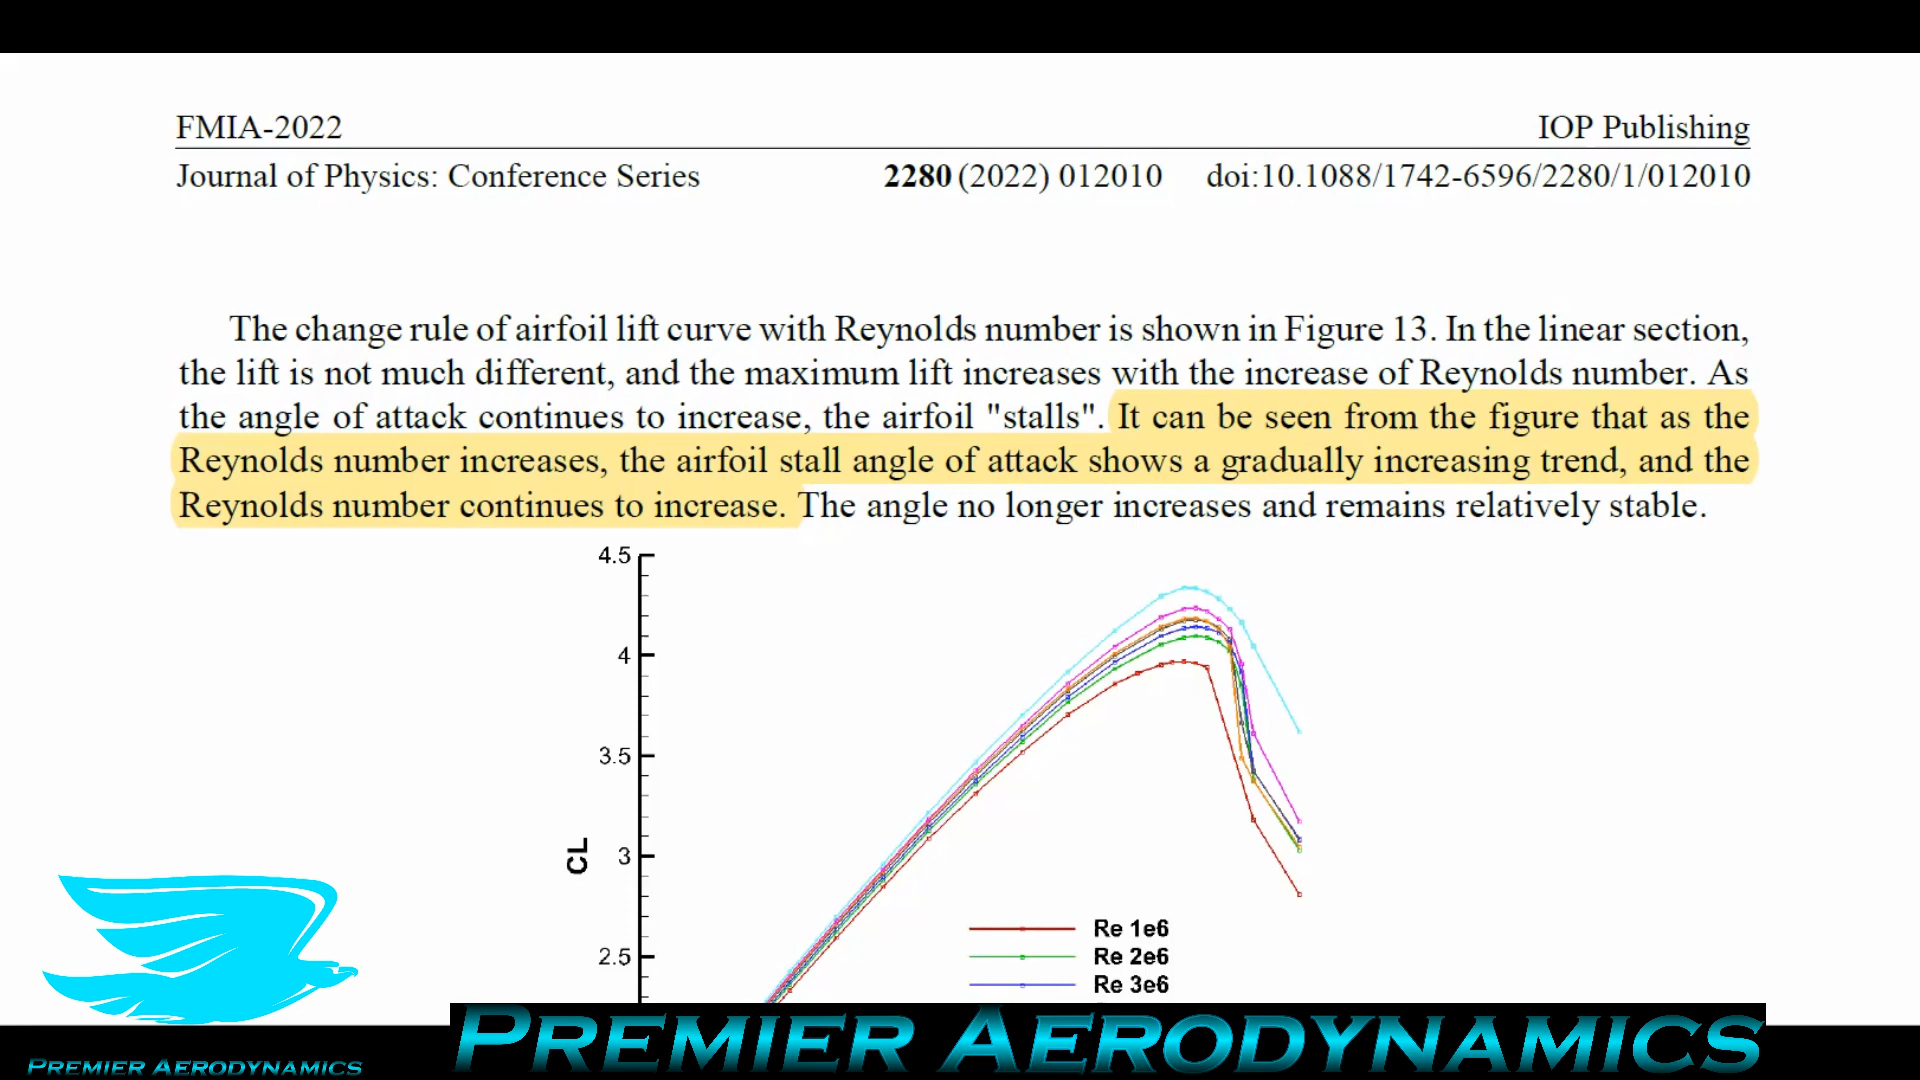 FMIA-2022 IOP Publishing
Journal of Physics: Conference Series 2280 (2022) 012010 doi:10.1088/1742-6596/2280/1/012010
The change rule of airfoil lift curve with Reynolds number is shown in Figure 13. In the linear section,
the lift is not much different, and the maximum lift increases with the increase of Reynolds number. As
the angle of attack continues to increase, the airfoil "stalls". It can be seen from the figure that as the
Reynolds number increases, the airfoil stall angle of attack shows a gradually increasing trend, and the
Reynolds number continues to increase. The angle no longer increases and remains relatively stable.
4.5
4
3.5
CL
3
2.5
Re 1e6
Re 2e6
Re 3e6
PREMIER AERODYNAMICS
PREMIER AERODYNAMICS